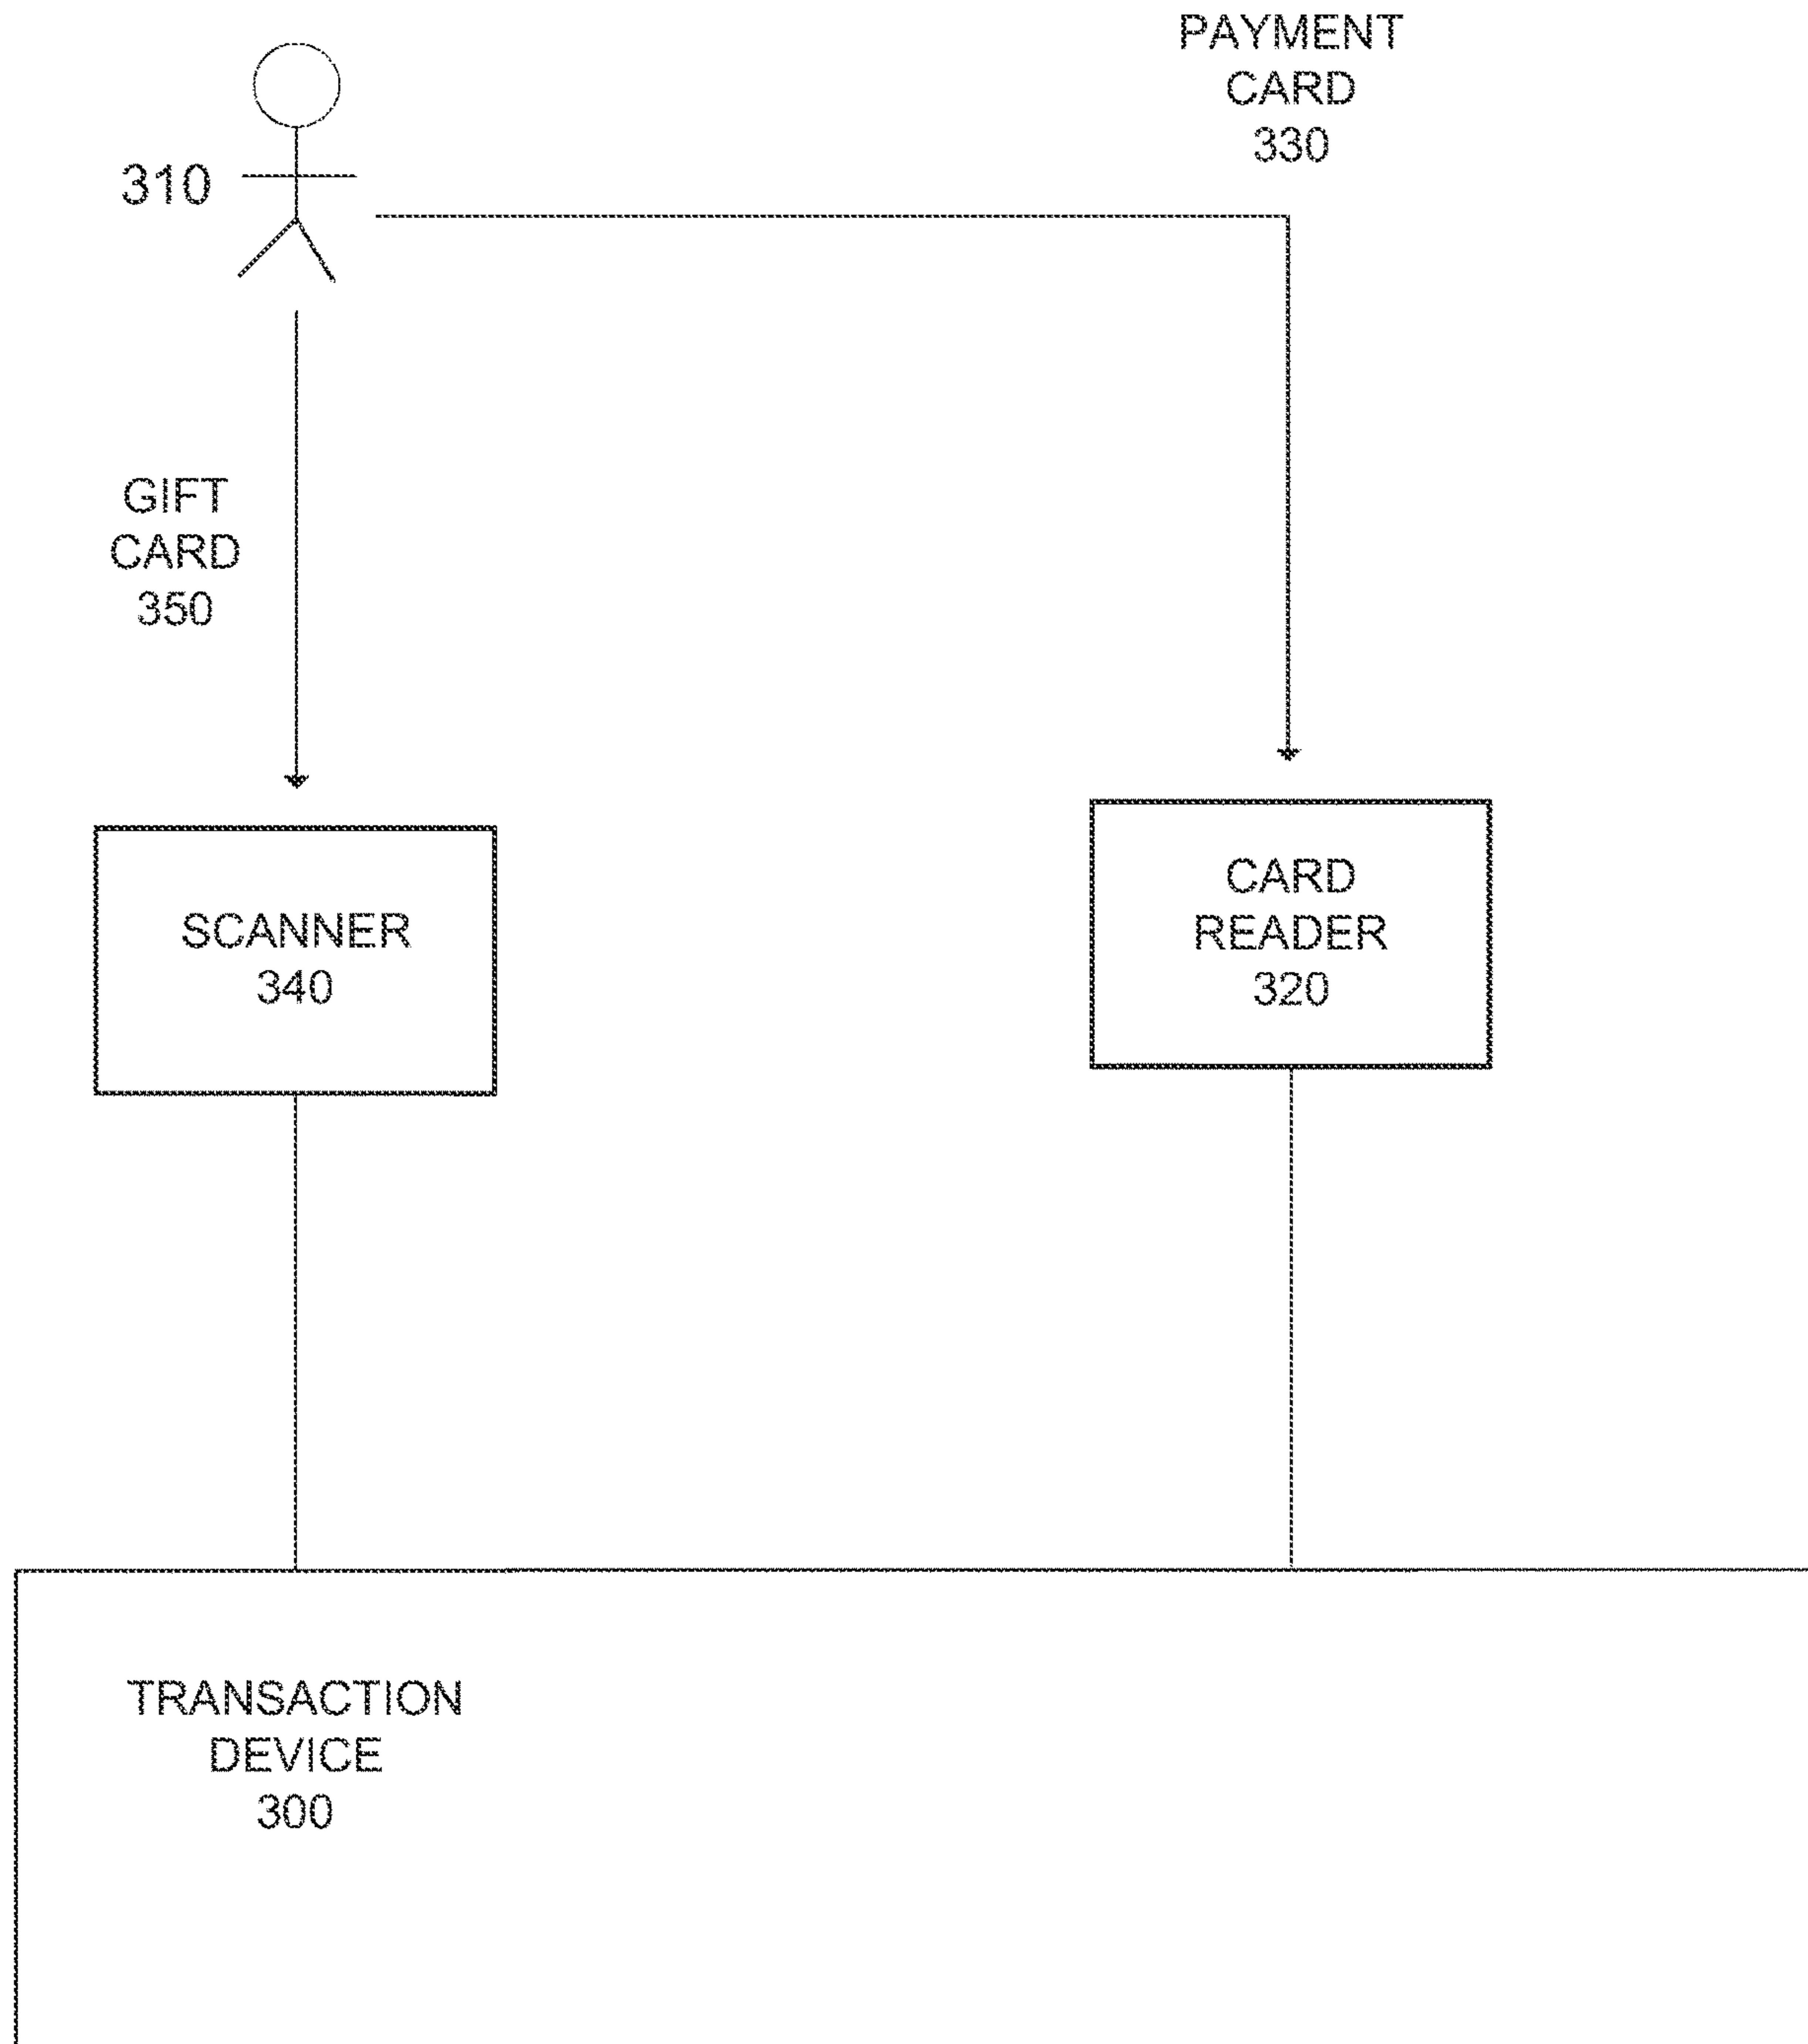 PAYMENT
CARD
330
310
GIFT
CARD
350
SCANNER
340
CARD
READER
320
TRANSACTION
DEVICE
300